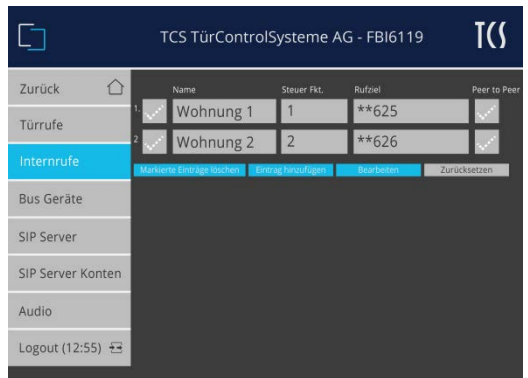 TCS TürControlSysteme AG - FBI6119
TCS
Zurück
Türrufe
Internrufe
Bus Geräte
SIP Server
SIP Server Konten
Audio
Logout (12:55)
Name Steuer Fkt. Rufziel Peer to Peer
1. Wohnung 1 1 **625
2 Wohnung 2 2 **626
Markierte Einträge löschen Eintrag hinzufügen Bearbeiten Zurücksetzen